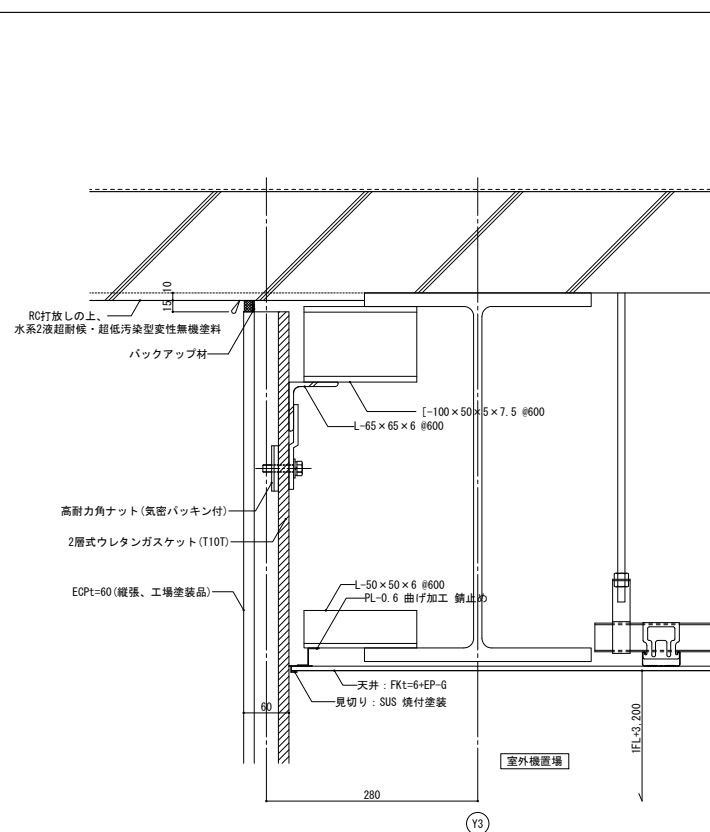 10
15
RC打放しの上、
水系2液超耐候・超低汚染型変性無機塗料
バックアップ材
[-100×50×5×7.5 @600
L-65×65×6 @600
高耐力角ナット(気密パッキン付)
2層式ウレタンガスケット(T10T)
ECPt=60(縦張、工場塗装品)
L-50×50×6 @600
PL-0.6 曲げ加工 錆止め
天井：FKt=6+EP-G
見切り：SUS 焼付塗装
60
1FL+3,200
室外機置場
280
Y3